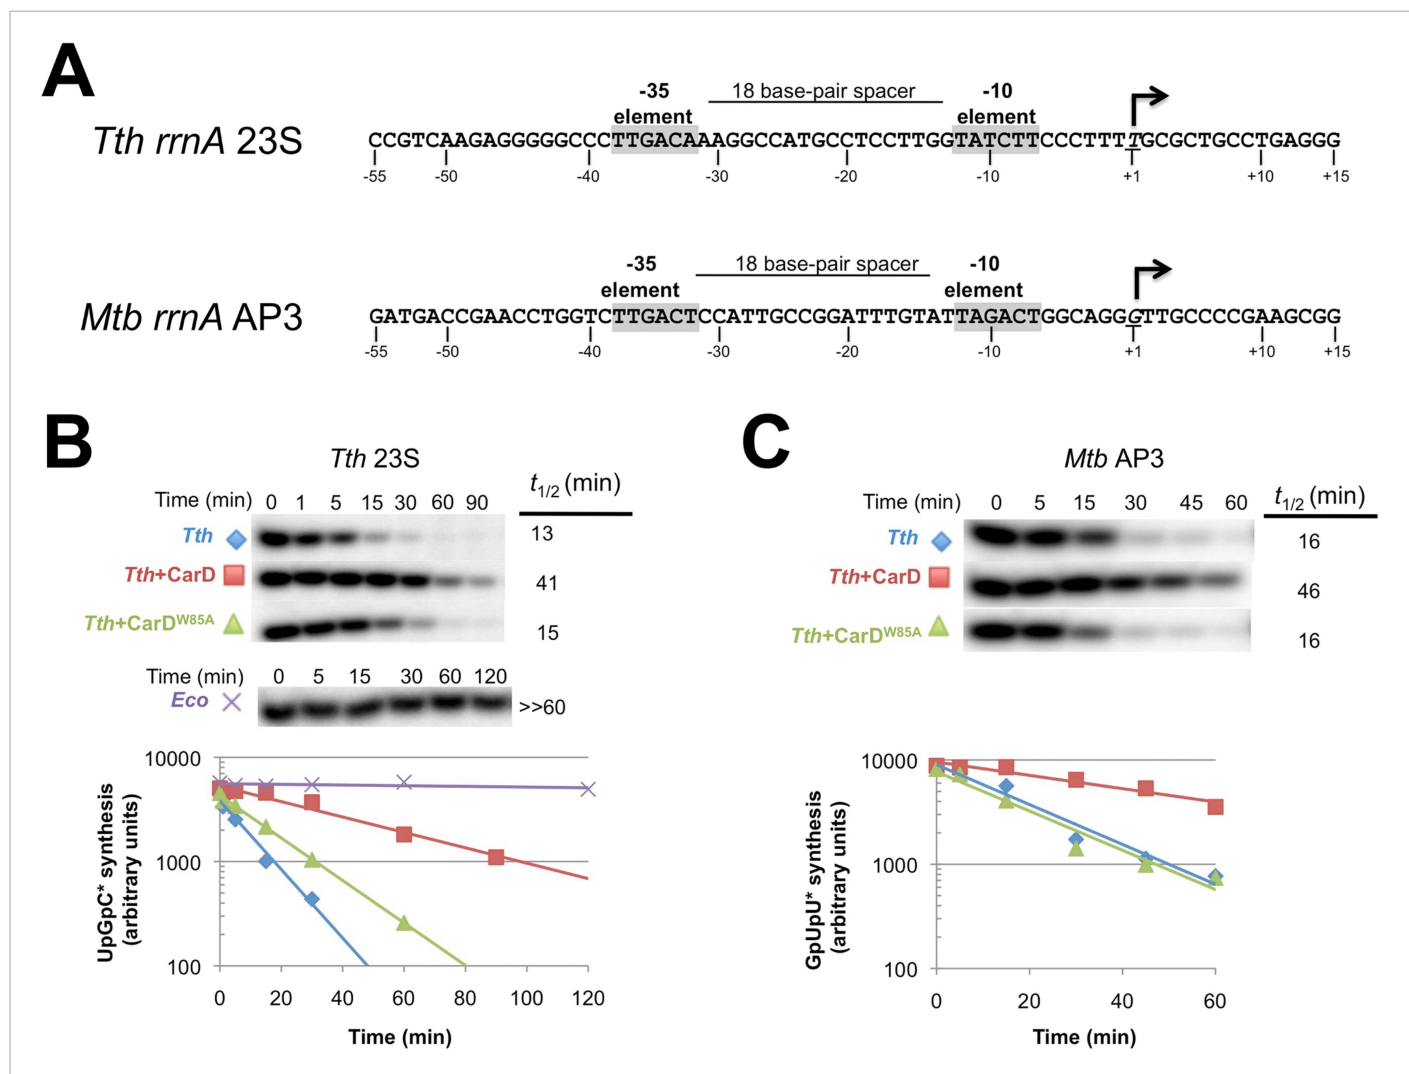 A
-35 18 base-pair spacer -10
element element
Tth rrnA 23S CCGTCAAGAGGGGGCCCTTGACAAAGGCCATGCCTCCTTGGTATCTTCCCTTTTGCGCTGCCTGAGGG
-55 -50 -40 -30 -20 -10 +1 +10 +15
-35 18 base-pair spacer -10
element element
Mtb rrnA AP3 GATGACCGAACCTGGTCTTGACTCCATTGCCGGATTTGTATTAGACTGGCAGGGTTGCCCCGAAGCGG
-55 -50 -40 -30 -20 -10 +1 +10 +15
B
Tth 23S
t1/2 (min)
Time (min) 0 1 5 15 30 60 90
Tth 13
Tth+CarD 41
Tth+CarDW85A 15
Time (min) 0 5 15 30 60 120
Eco >>60
UpGpC* synthesis
(arbitrary units)
10000
1000
100
0 20 40 60 80 100 120
Time (min)
C
Mtb AP3
Time (min) 0 5 15 30 45 60 t1/2 (min)
Tth 16
Tth+CarD 46
Tth+CarDW85A 16
GpUpU* synthesis
(arbitrary units)
10000
1000
100
0 20 40 60
Time (min)